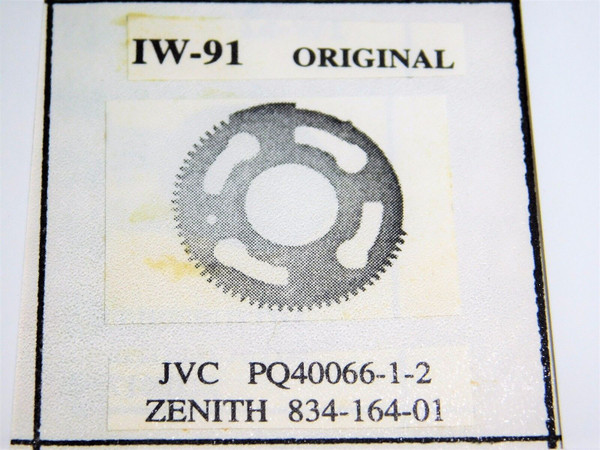 IW-91 ORIGINAL
JVC PQ40066-1-2
ZENITH 834-164-01